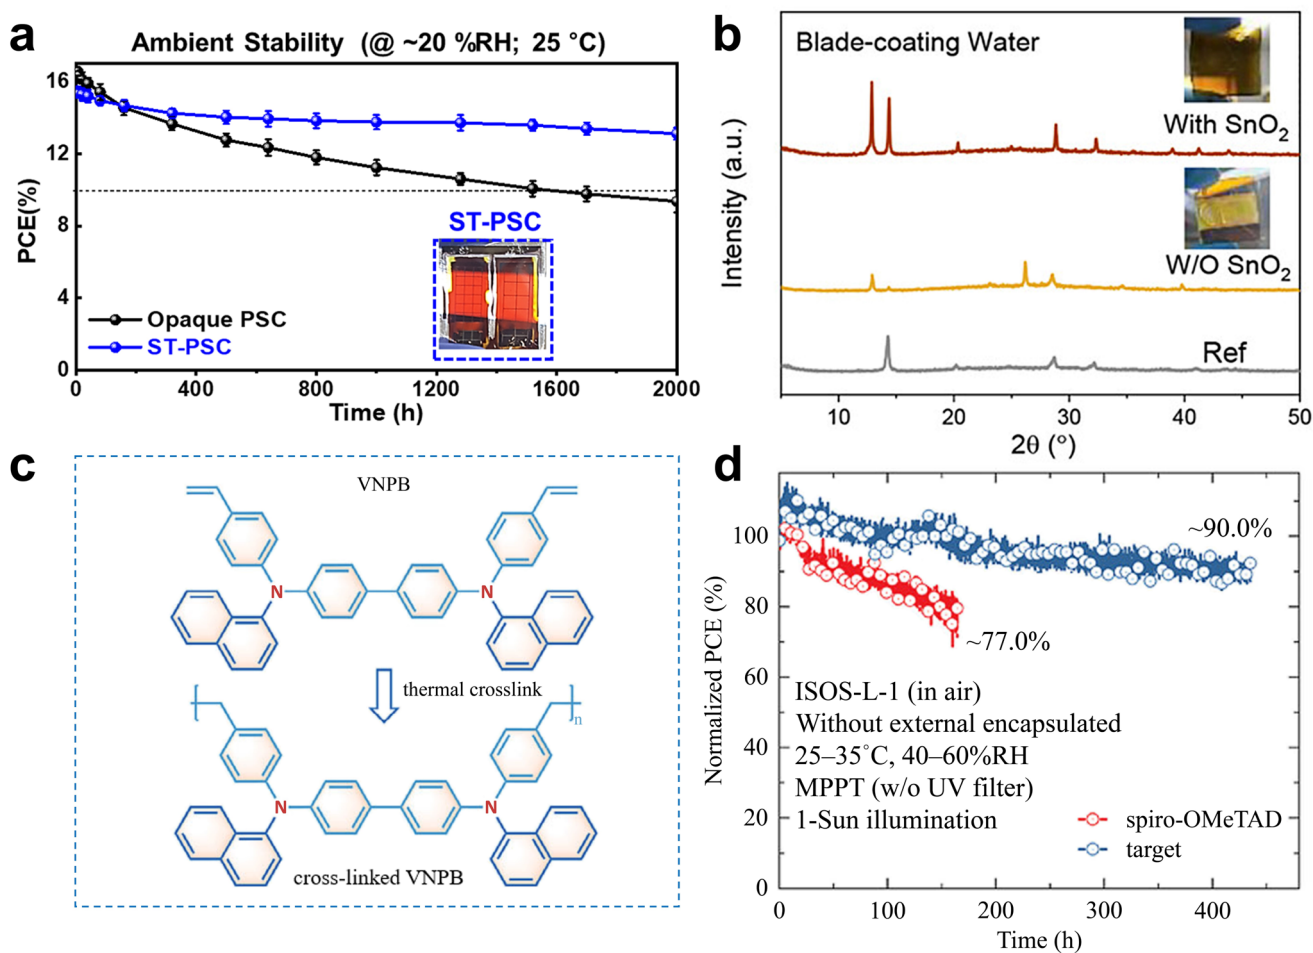 a
Ambient Stability (@ ~20 %RH; 25 °C)
PCE(%)
16
12
8
4
0
ST-PSC
Opaque PSC
ST-PSC
0 400 800 1200 1600 2000
Time (h)
b
Blade-coating Water
Intensity (a.u.)
With SnO₂
W/O SnO₂
Ref
10 20 30 40 50
2θ (°)
c
VNPB
N N
thermal crosslink
n
N N
cross-linked VNPB
d
Normalized PCE (%)
100
80
60
40
20
0
~90.0%
~77.0%
ISOS-L-1 (in air)
Without external encapsulated
25–35°C, 40–60%RH
MPPT (w/o UV filter)
1-Sun illumination
spiro-OMeTAD
target
0 100 200 300 400
Time (h)